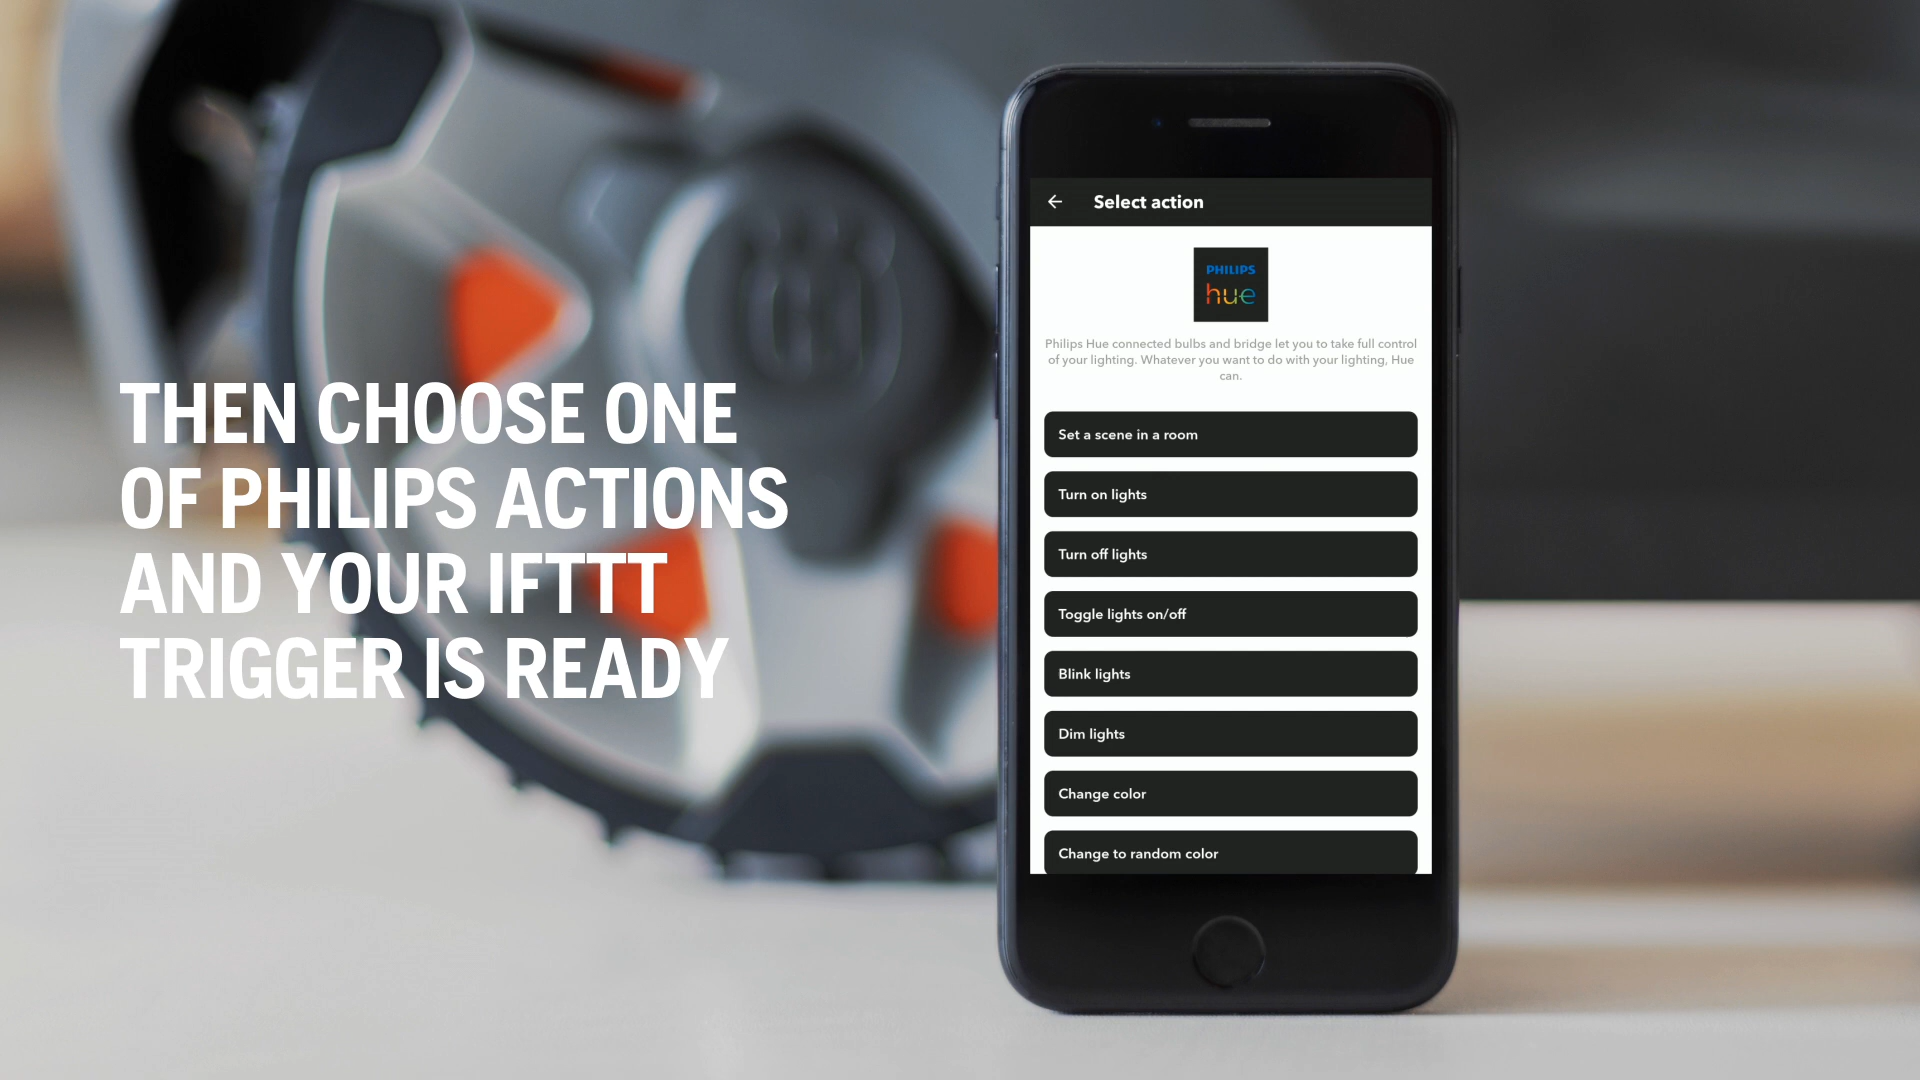 THEN CHOOSE ONE
OF PHILIPS ACTIONS
AND YOUR IFTTT
TRIGGER IS READY
Select action
PHILIPS
hue
Philips Hue connected bulbs and bridge let you to take full control
of your lighting. Whatever you want to do with your lighting, Hue
can.
Set a scene in a room
Turn on lights
Turn off lights
Toggle lights on/off
Blink lights
Dim lights
Change color
Change to random color